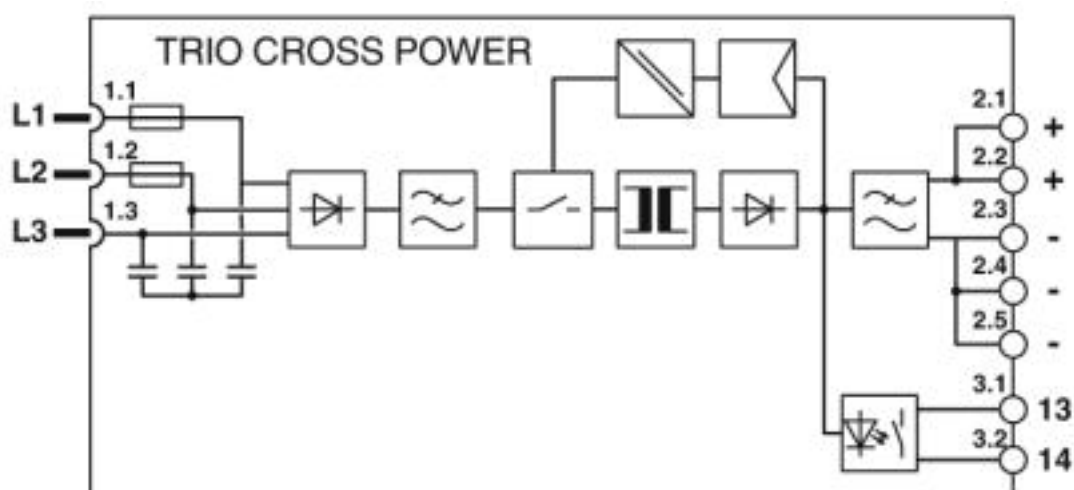 TRIO CROSS POWER
L1 1.1
L2 1.2
L3 1.3
2.1 +
2.2 +
2.3 -
2.4 -
2.5 -
3.1 13
3.2 14